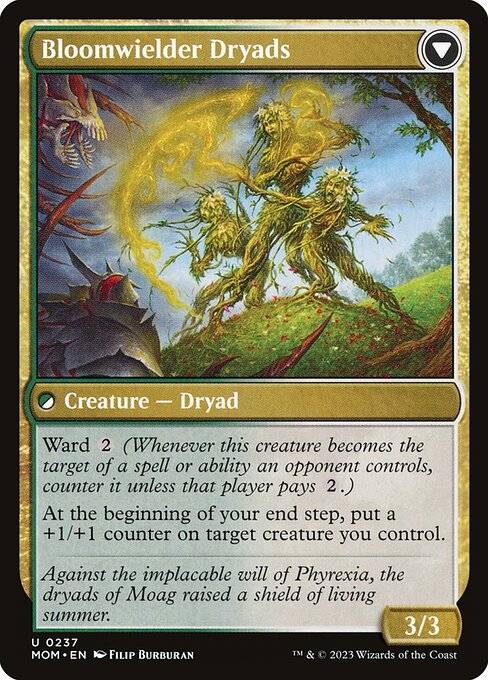 Bloomwielder Dryads
Creature — Dryad
Ward 2 (Whenever this creature becomes the
target of a spell or ability an opponent controls,
counter it unless that player pays 2.)
At the beginning of your end step, put a
+1/+1 counter on target creature you control.
Against the implacable will of Phyrexia, the
dryads of Moag raised a shield of living
summer.
3/3
U 0237
MOM • EN Filip Burburan
™ & © 2023 Wizards of the Coast